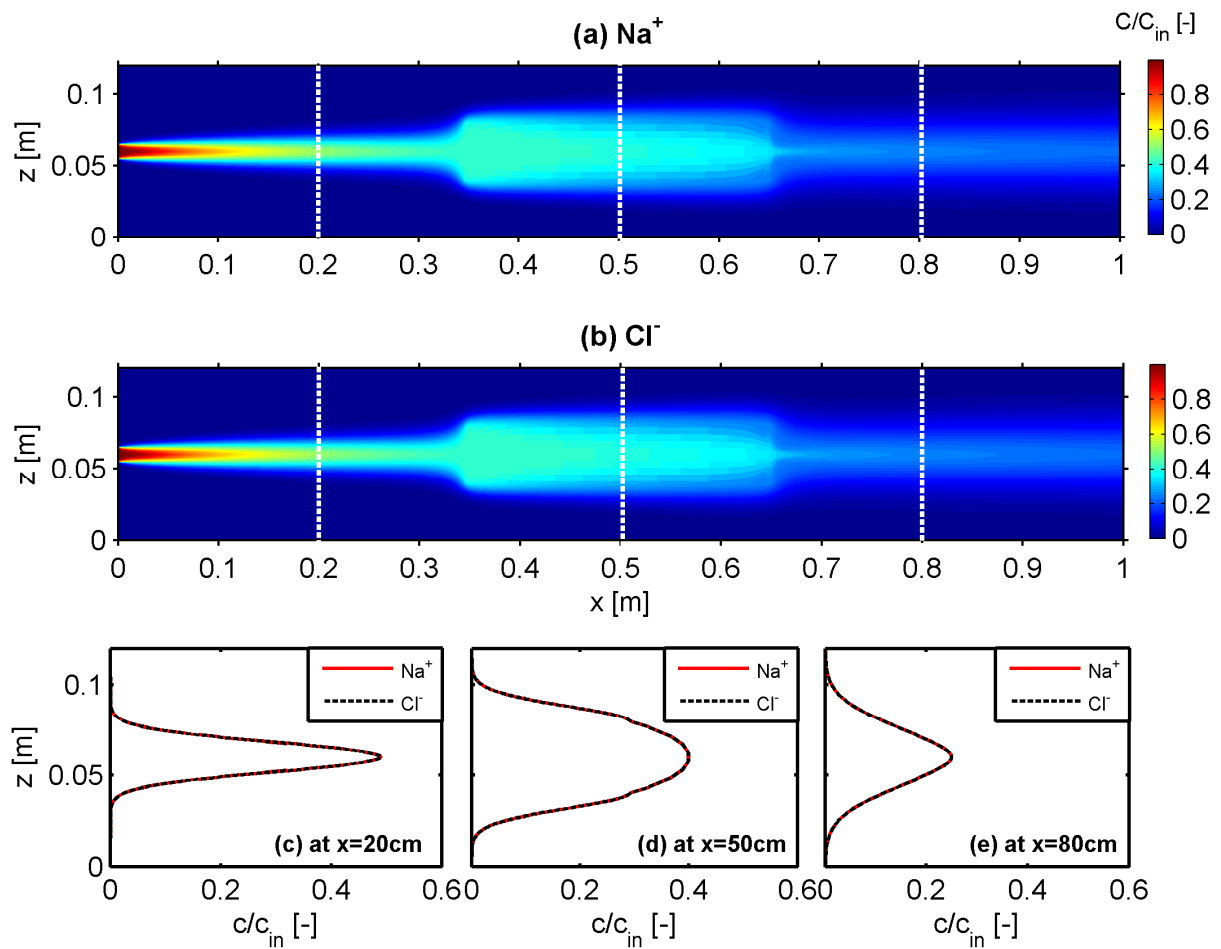 (a) Na⁺
C/C_in [-]
z [m]
0.1
0.05
0
0 0.1 0.2 0.3 0.4 0.5 0.6 0.7 0.8 0.9 1
0.8
0.6
0.4
0.2
0
(b) Cl⁻
z [m]
0.1
0.05
0
0 0.1 0.2 0.3 0.4 0.5 0.6 0.7 0.8 0.9 1
x [m]
0.8
0.6
0.4
0.2
0
z [m]
0.1
0.05
0
Na⁺
Cl⁻
(c) at x=20cm
0 0.2 0.4 0.6
c/c_in [-]
Na⁺
Cl⁻
(d) at x=50cm
0 0.2 0.4 0.6
c/c_in [-]
Na⁺
Cl⁻
(e) at x=80cm
0 0.2 0.4 0.6
c/c_in [-]